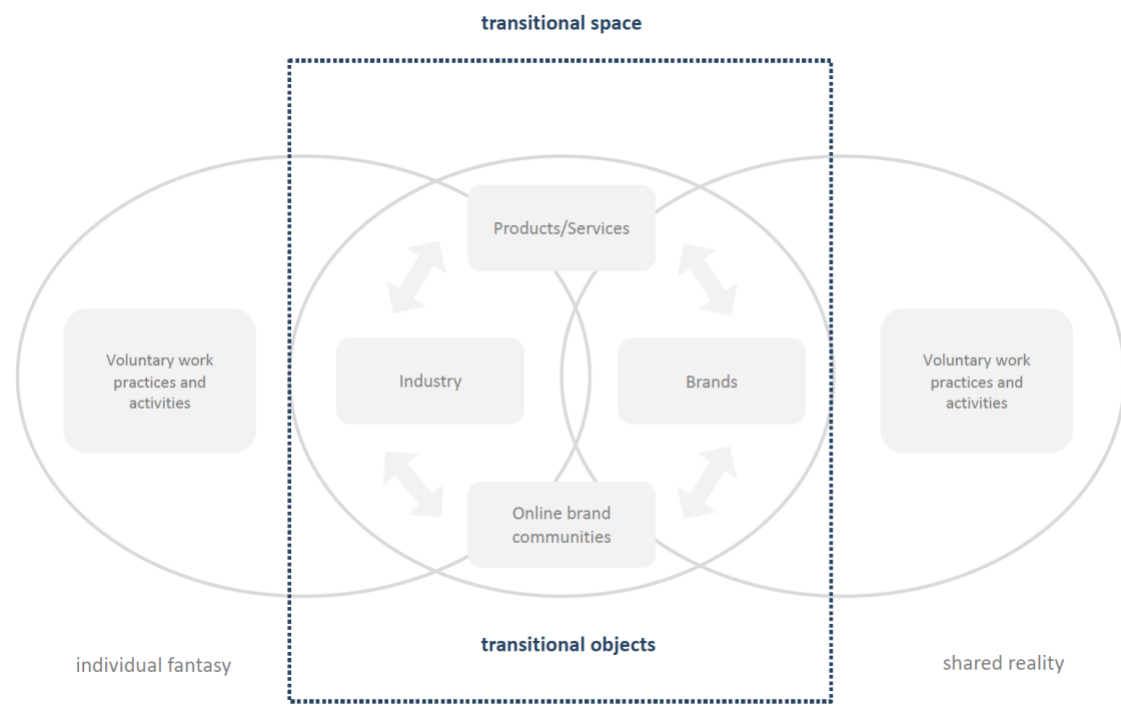 transitional space
Products/Services
Voluntary work
practices and
activities
Industry
Brands
Voluntary work
practices and
activities
Online brand
communities
transitional objects
individual fantasy
shared reality